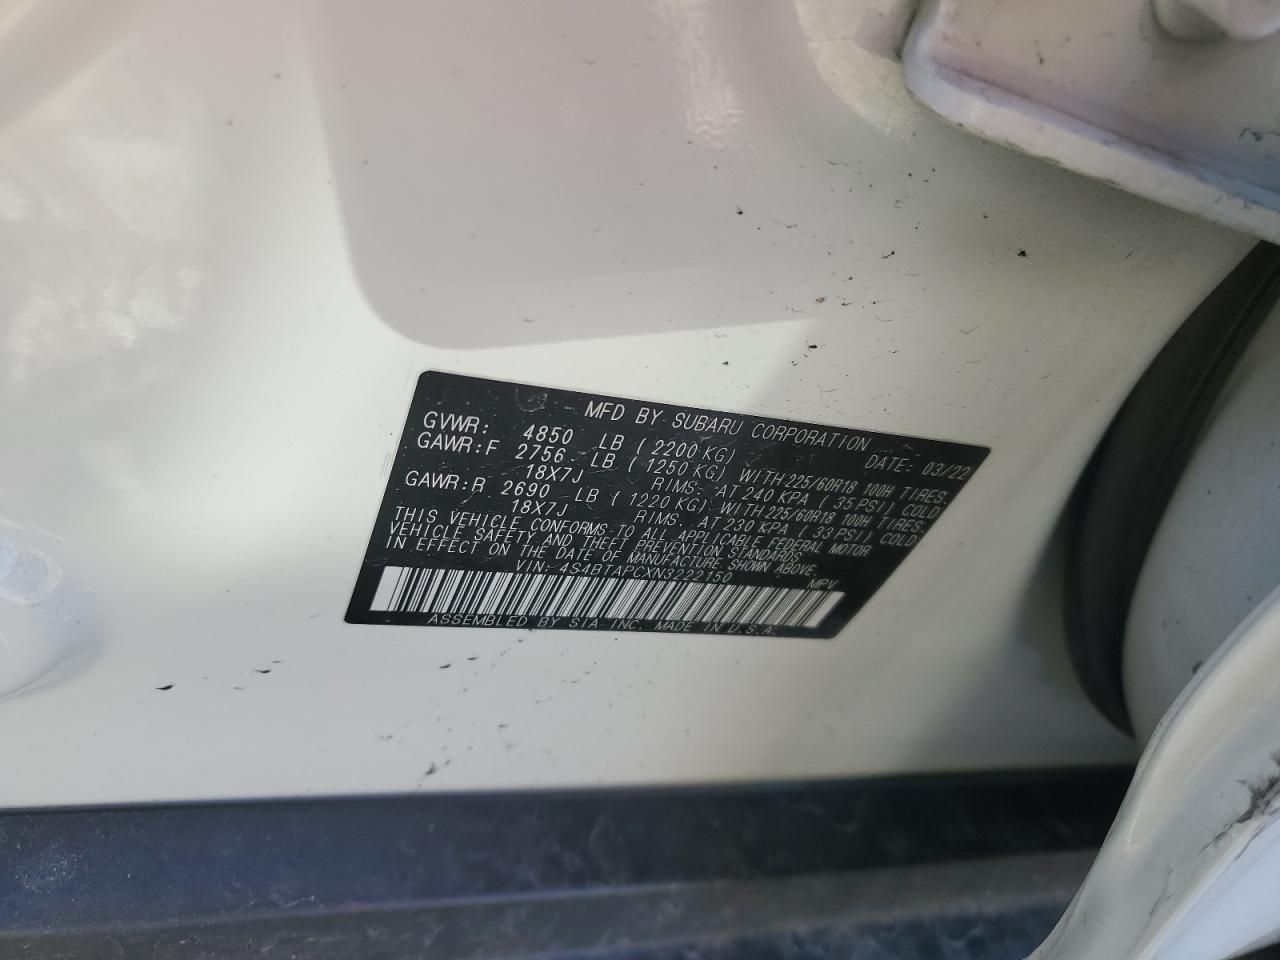 MFD BY SUBARU CORPORATION
GVWR: 4850 LB (2200 KG) DATE: 03/22
GAWR:F 2756 LB (1250 KG) WITH 225/60R18 100H TIRES.
18X7J RIMS. AT 240 KPA (35 PSI) COLD
GAWR:R 2690 LB (1220 KG) WITH 225/60R18 100H TIRES.
18X7J RIMS. AT 230 KPA (33 PSI) COLD
THIS VEHICLE CONFORMS TO ALL APPLICABLE FEDERAL MOTOR
VEHICLE SAFETY AND THEFT PREVENTION STANDARDS
IN EFFECT ON THE DATE OF MANUFACTURE SHOWN ABOVE.
VIN: 4S4BTAPCXN3222150 MPV
ASSEMBLED BY SIA INC. MADE IN U.S.A.